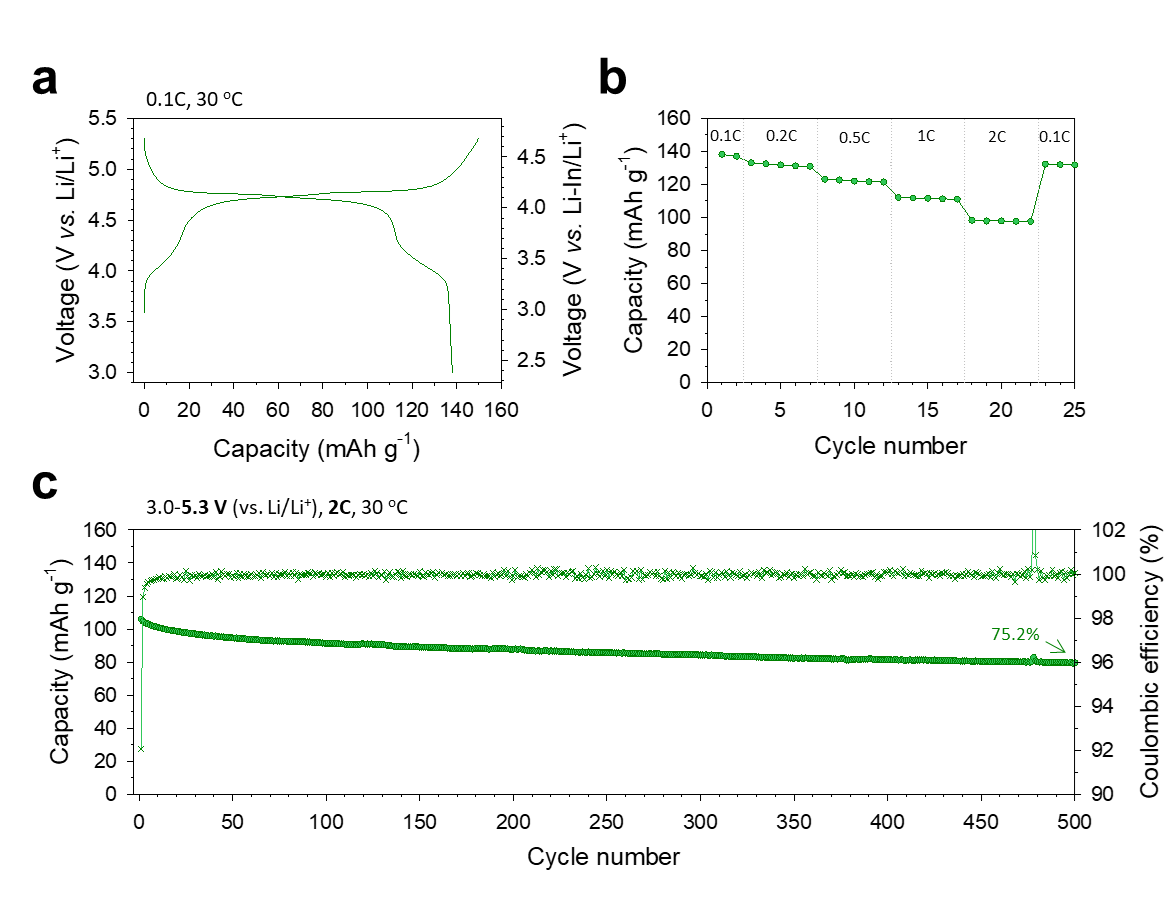 a
0.1C, 30 °C
5.5
5.0
4.5
4.0
3.5
3.0
Voltage (V vs. Li/Li⁺)
4.5
4.0
3.5
3.0
2.5
Voltage (V vs. Li-In/Li⁺)
0 20 40 60 80 100 120 140 160
Capacity (mAh g⁻¹)
b
160
140
120
100
80
60
40
20
0
Capacity (mAh g⁻¹)
0.1C 0.2C 0.5C 1C 2C 0.1C
0 5 10 15 20 25
Cycle number
c
3.0-5.3 V (vs. Li/Li⁺), 2C, 30 °C
160
140
120
100
80
60
40
20
0
Capacity (mAh g⁻¹)
75.2%
102
100
98
96
94
92
90
Coulombic efficiency (%)
0 50 100 150 200 250 300 350 400 450 500
Cycle number